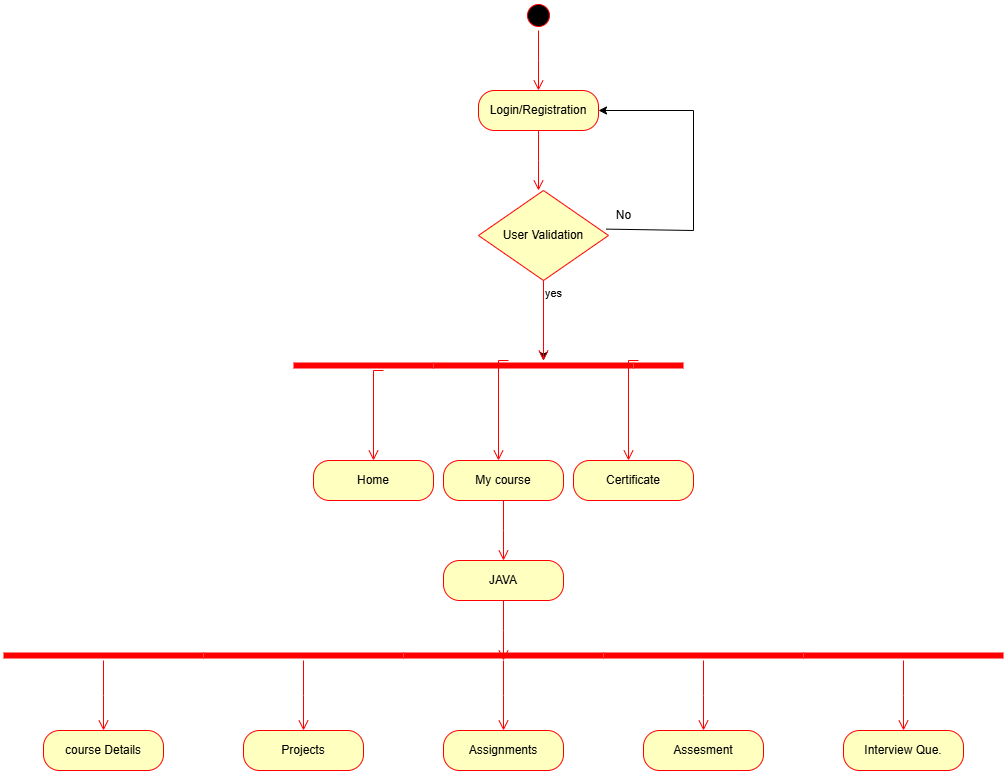 Login/Registration
No
User Validation
yes
Home
My course
Certificate
JAVA
course Details
Projects
Assignments
Assesment
Interview Que.